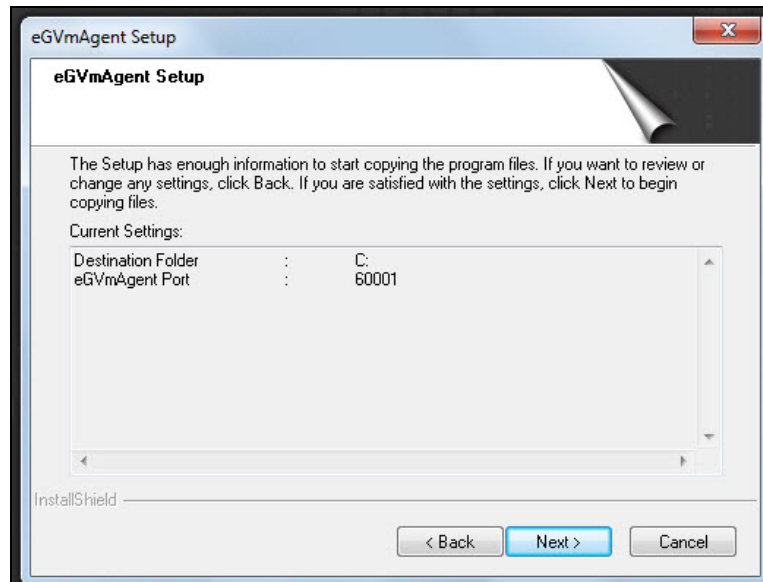 eGVmAgent Setup
eGVmAgent Setup
The Setup has enough information to start copying the program files. If you want to review or
change any settings, click Back. If you are satisfied with the settings, click Next to begin
copying files.
Current Settings:
Destination Folder : C:
eGVmAgent Port : 60001
InstallShield
< Back Next > Cancel